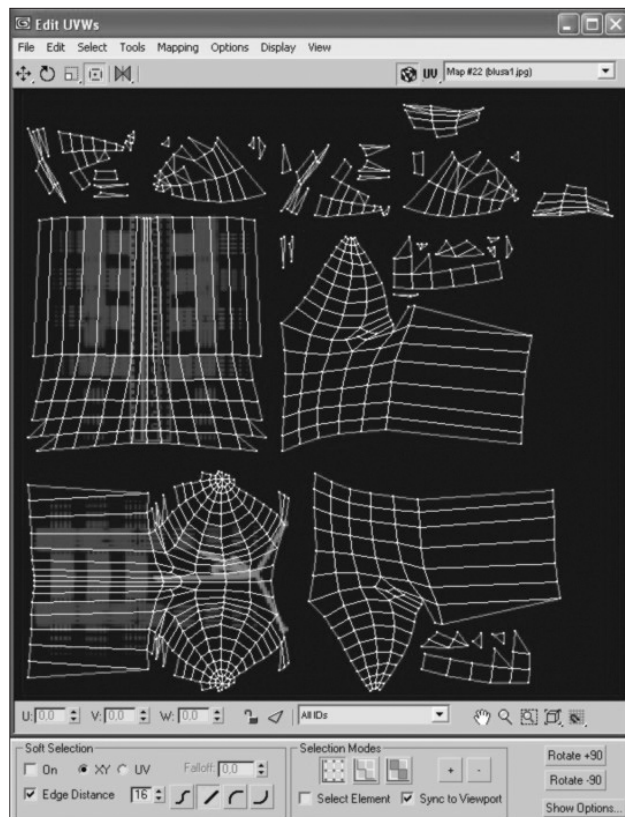 Edit UVWs
File Edit Select Tools Mapping Options Display View
UV Map #22 (blusa1.jpg)
U: 0,0 V: 0,0 W: 0,0 All IDs
Soft Selection
On XY UV Falloff: 0,0
Edge Distance 16
Selection Modes
+ -
Select Element Sync to Viewport
Rotate +90
Rotate -90
Show Options...